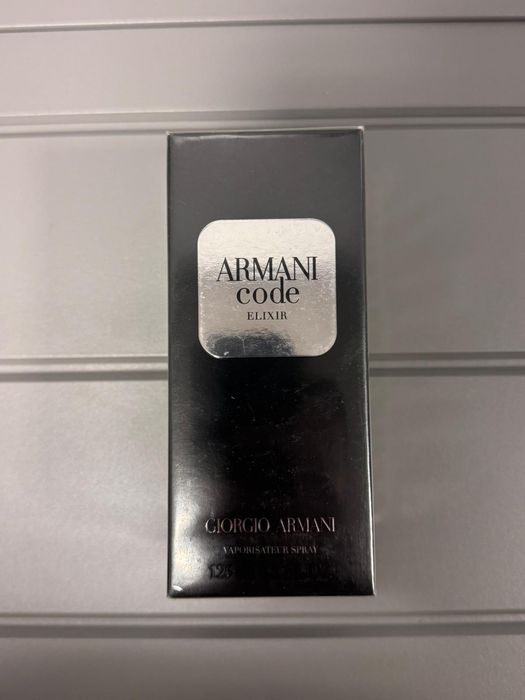 ARMANI
code
ELIXIR
GIORGIO ARMANI
VAPORISATEUR SPRAY